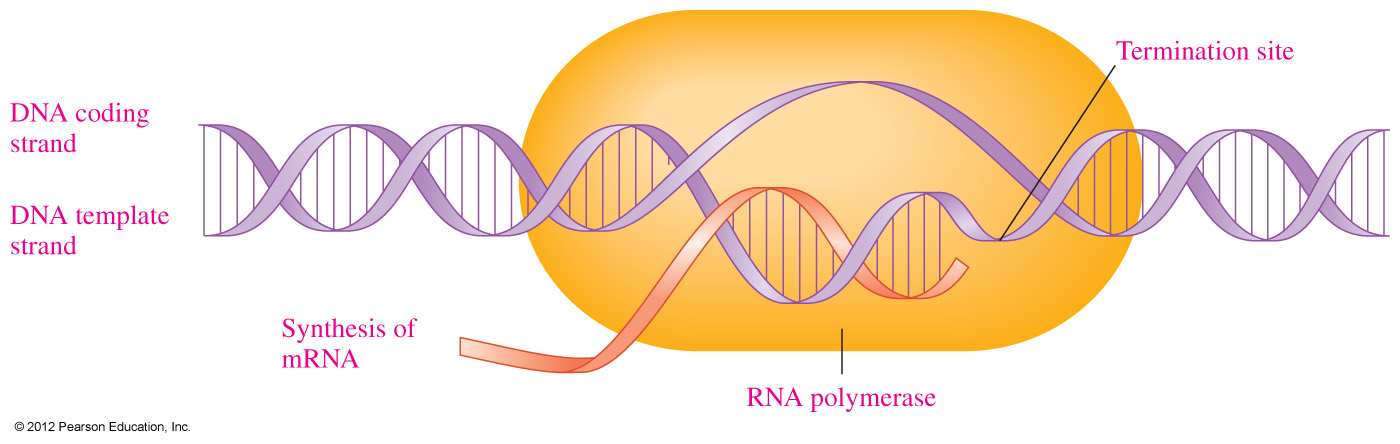 Termination site
DNA coding
strand
DNA template
strand
Synthesis of
mRNA
RNA polymerase
© 2012 Pearson Education, Inc.